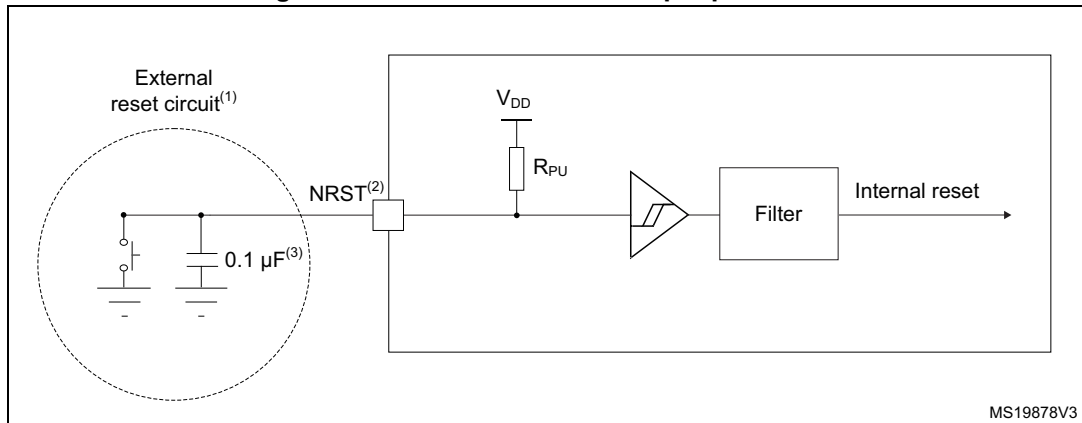 External
reset circuit(1)
VDD
RPU
NRST(2)
Filter
Internal reset
0.1 μF(3)
MS19878V3